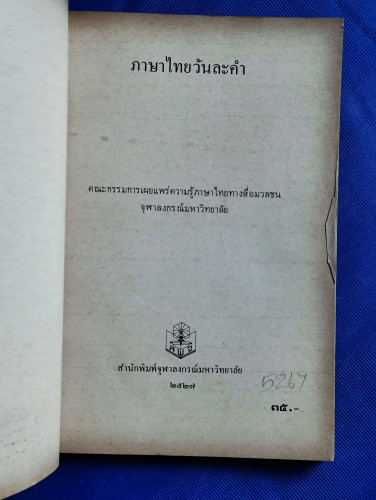 ภาษาไทยวันละคำ
คณะกรรมการเผยแพร่ความรู้ภาษาไทยทางสื่อมวลชน
จุฬาลงกรณ์มหาวิทยาลัย
สพจ
สำนักพิมพ์จุฬาลงกรณ์มหาวิทยาลัย
๒๕๒๗
5267
๓๕.-